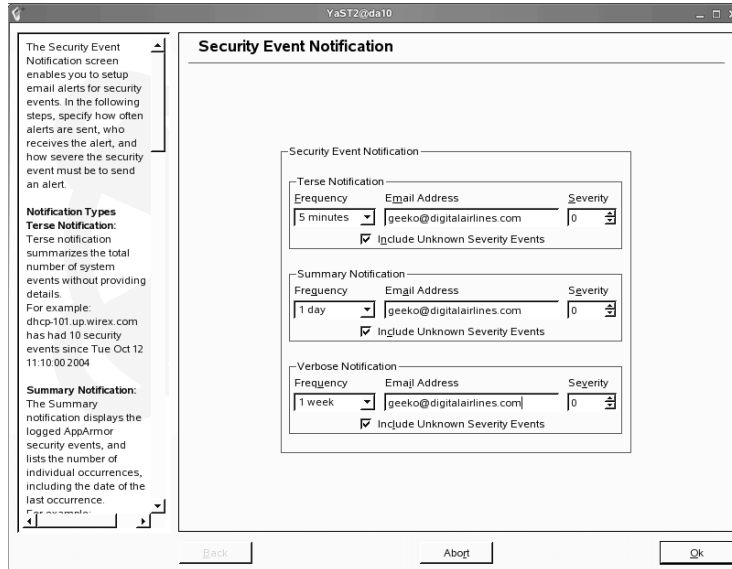 YaST2@da10
The Security Event
Notification screen
enables you to setup
email alerts for security
events. In the following
steps, specify how often
alerts are sent, who
receives the alert, and
how severe the security
event must be to send
an alert.
Notification Types
Terse Notification:
Terse notification
summarizes the total
number of system
events without providing
details.
For example:
dhcp-101.up.wirex.com
has had 10 security
events since Tue Oct 12
11:10:00 2004
Summary Notification:
The Summary
notification displays the
logged AppArmor
security events, and
lists the number of
individual occurrences,
including the date of the
last occurrence.
For example:
Security Event Notification
Security Event Notification
Terse Notification
Frequency Email Address Severity
5 minutes geeko@digitalairlines.com 0
Include Unknown Severity Events
Summary Notification
Frequency Email Address Severity
1 day geeko@digitalairlines.com 0
Include Unknown Severity Events
Verbose Notification
Frequency Email Address Severity
1 week geeko@digitalairlines.com 0
Include Unknown Severity Events
Back Abort Ok